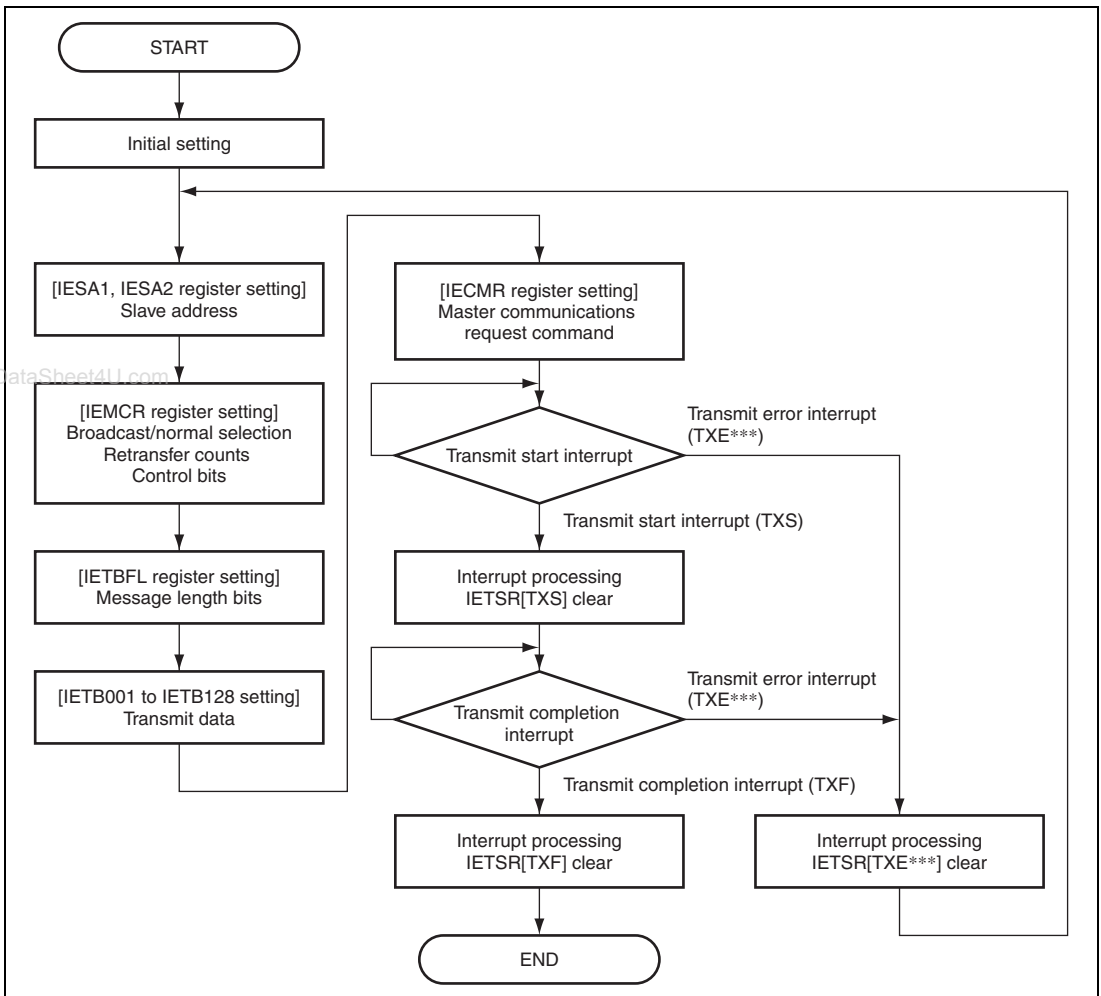 START
Initial setting
[IESA1, IESA2 register setting]
Slave address
DataSheet4U.com
[IEMCR register setting]
Broadcast/normal selection
Retransfer counts
Control bits
[IETBFL register setting]
Message length bits
[IETB001 to IETB128 setting]
Transmit data
[IECMR register setting]
Master communications
request command
Transmit start interrupt
Transmit error interrupt
(TXE***)
Transmit start interrupt (TXS)
Interrupt processing
IETSR[TXS] clear
Transmit completion
interrupt
Transmit error interrupt
(TXE***)
Transmit completion interrupt (TXF)
Interrupt processing
IETSR[TXF] clear
Interrupt processing
IETSR[TXE***] clear
END